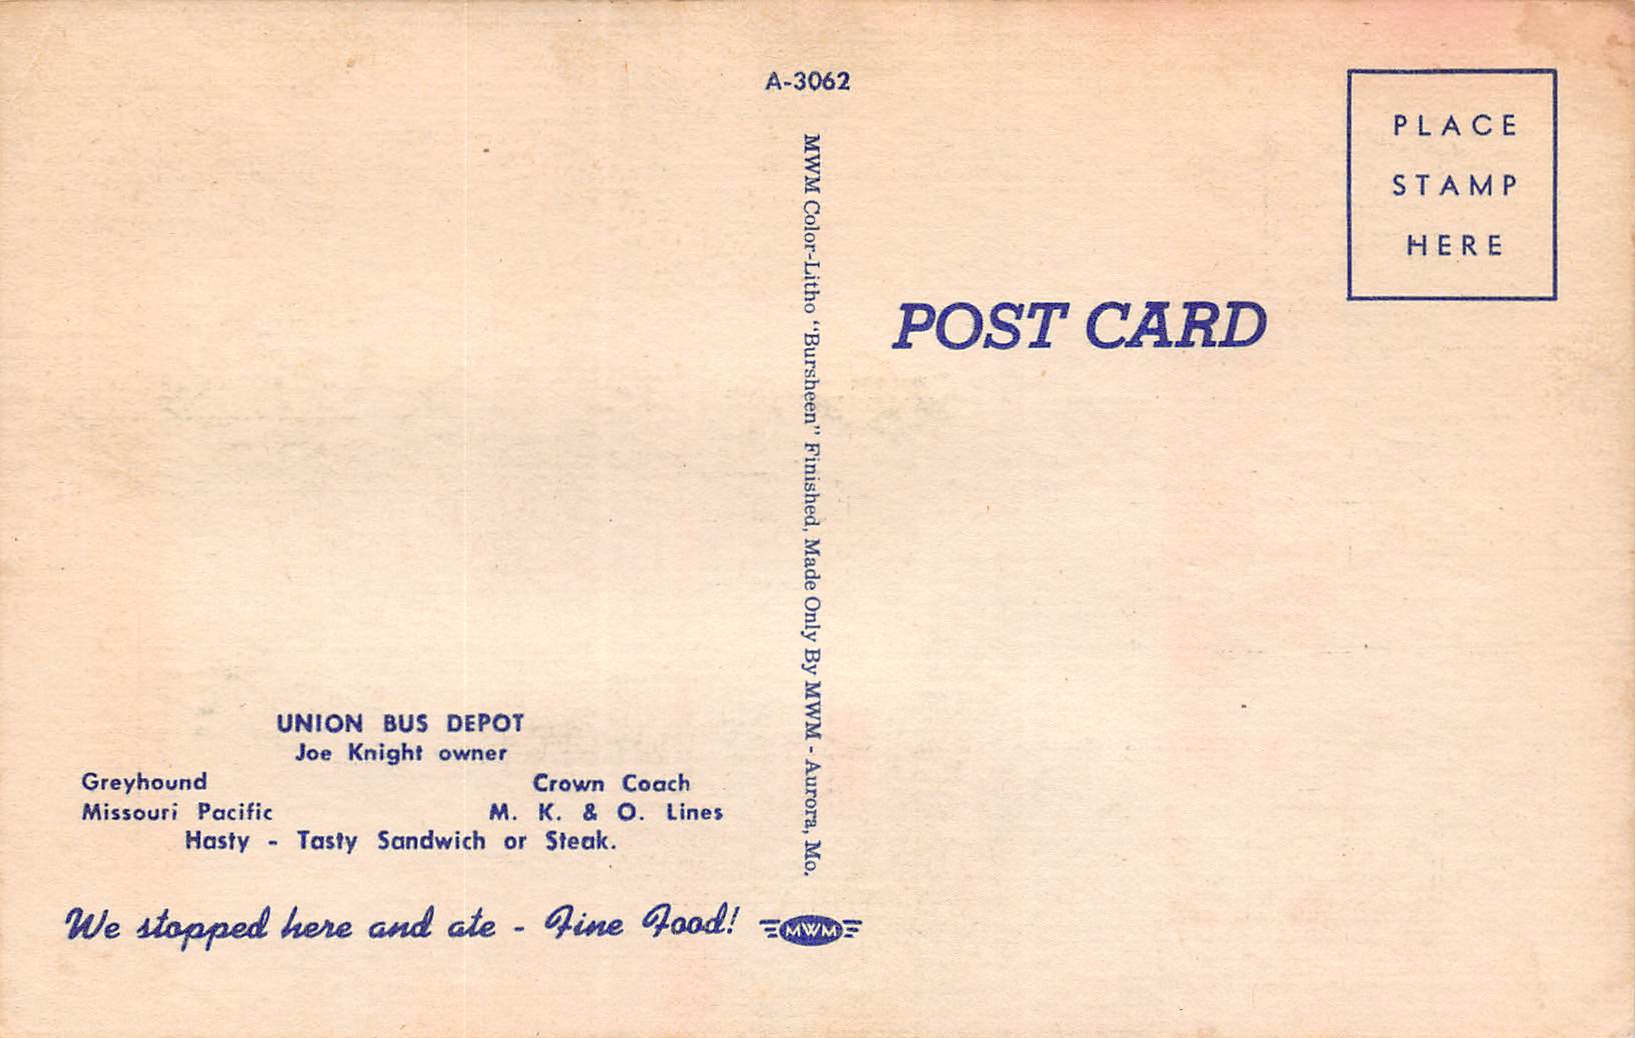 A-3062
PLACE
STAMP
HERE
MWM Color-Litho "Bursheen" Finished, Made Only By MWM - Aurora, Mo.
POST CARD
UNION BUS DEPOT
Joe Knight owner
Greyhound Crown Coach
Missouri Pacific M. K. & O. Lines
Hasty - Tasty Sandwich or Steak.
We stopped here and ate - Fine Food!
MWM